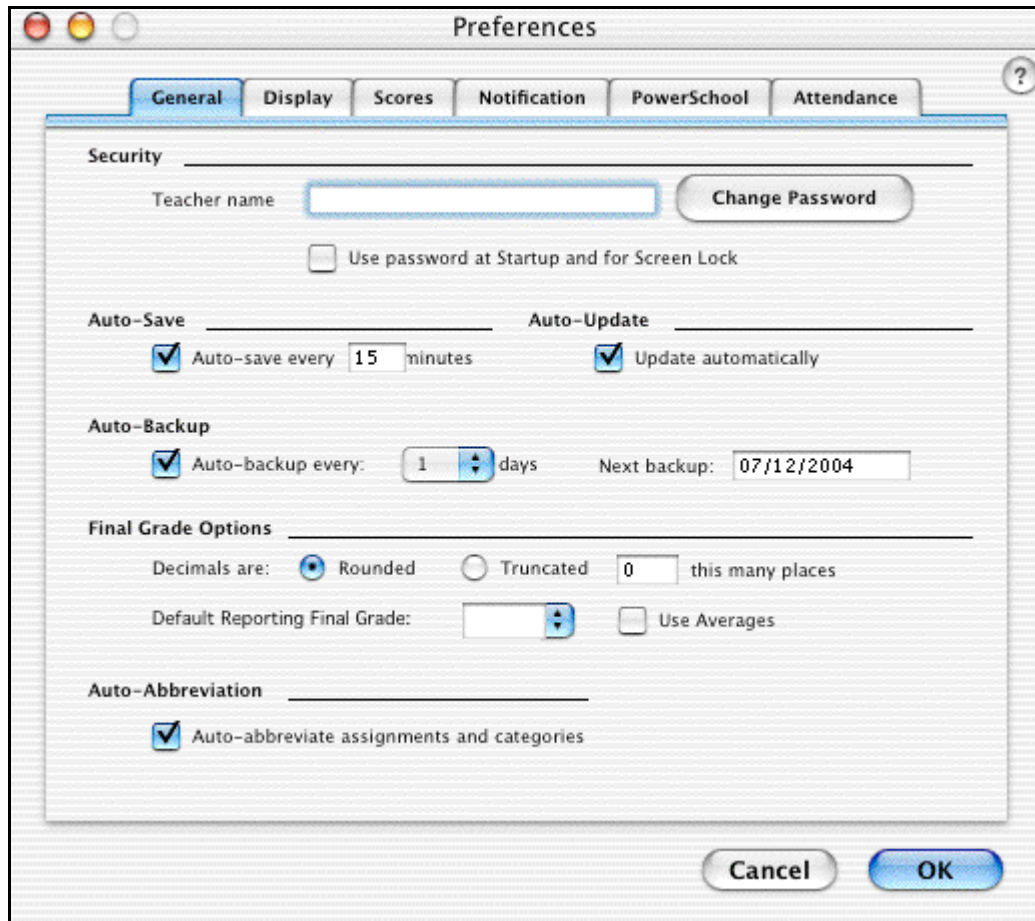 Preferences
?
General Display Scores Notification PowerSchool Attendance
Security
Teacher name Change Password
Use password at Startup and for Screen Lock
Auto-Save Auto-Update
Auto-save every 15 minutes Update automatically
Auto-Backup
Auto-backup every: 1 days Next backup: 07/12/2004
Final Grade Options
Decimals are: Rounded Truncated 0 this many places
Default Reporting Final Grade: Use Averages
Auto-Abbreviation
Auto-abbreviate assignments and categories
Cancel OK